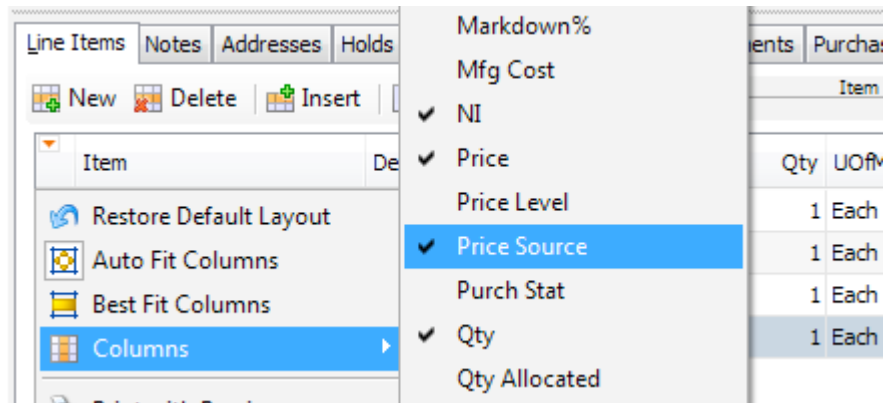 Line Items Notes Addresses Holds
Purchas
New Delete Insert
Item
Item
Qty UOfM
1 Each
1 Each
1 Each
1 Each
Restore Default Layout
Auto Fit Columns
Best Fit Columns
Columns
Markdown%
Mfg Cost
NI
Price
Price Level
Price Source
Purch Stat
Qty
Qty Allocated